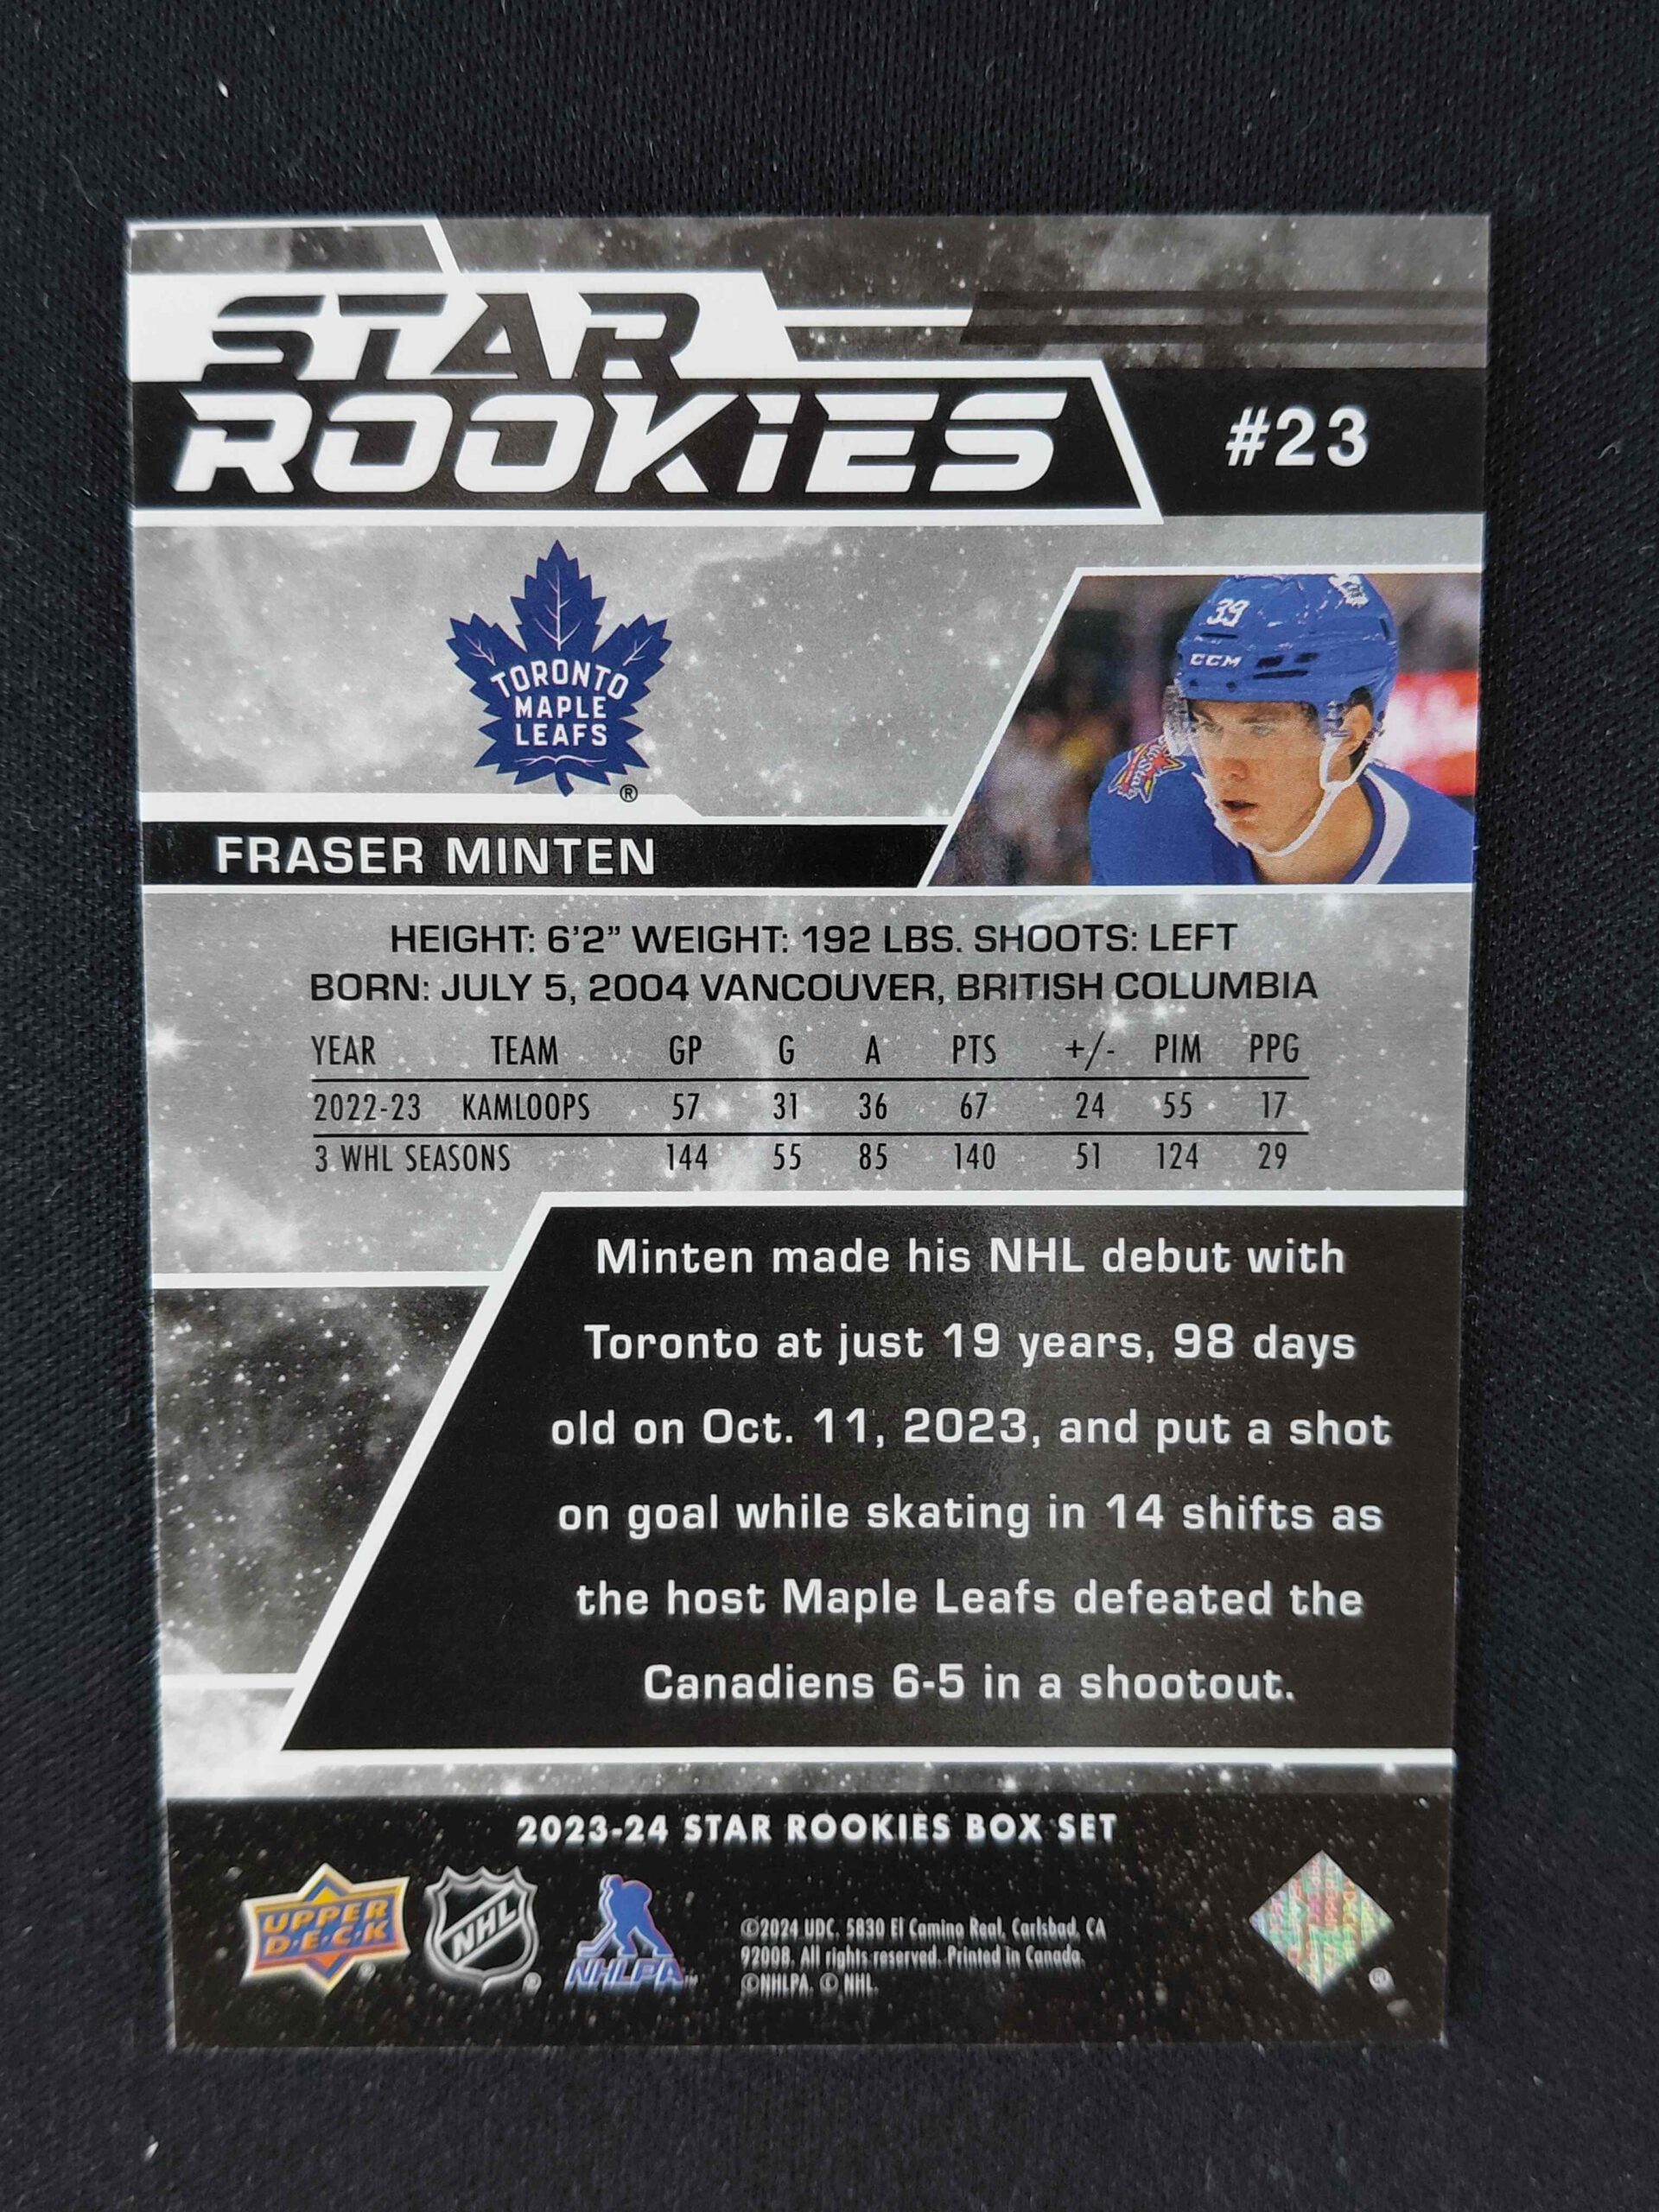 STAR
ROOKIES
#23
TORONTO
MAPLE
LEAFS
®
39
CCM
FRASER MINTEN
HEIGHT: 6'2” WEIGHT: 192 LBS. SHOOTS: LEFT
BORN: JULY 5, 2004 VANCOUVER, BRITISH COLUMBIA
YEAR TEAM GP G A PTS +/- PIM PPG
2022-23 KAMLOOPS 57 31 36 67 24 55 17
3 WHL SEASONS 144 55 85 140 51 124 29
Minten made his NHL debut with
Toronto at just 19 years, 98 days
old on Oct. 11, 2023, and put a shot
on goal while skating in 14 shifts as
the host Maple Leafs defeated the
Canadiens 6-5 in a shootout.
2023-24 STAR ROOKIES BOX SET
UPPER
D•E•C•K
®
NHL
®
NHLPA™
©2024 UDC. 5830 El Camino Real, Carlsbad, CA
92008. All rights reserved. Printed in Canada.
©NHLPA. © NHL.
®